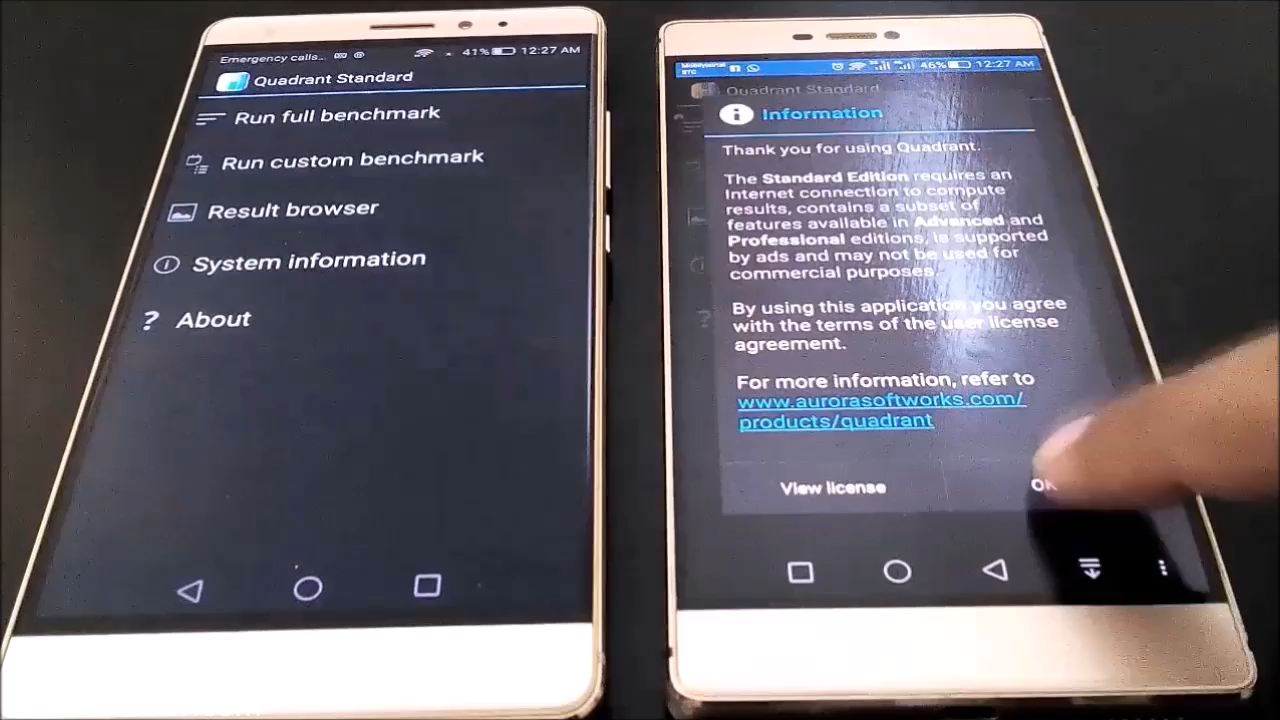 Emergency calls...
41%
12:27 AM
Quadrant Standard
Run full benchmark
Run custom benchmark
Result browser
System information
About
Mobily
STC
46%
12:27 AM
Quadrant Standard
Information
Thank you for using Quadrant.
The Standard Edition requires an
Internet connection to compute
results, contains a subset of
features available in Advanced and
Professional editions, is supported
by ads and may not be used for
commercial purposes.
By using this application you agree
with the terms of the user license
agreement.
For more information, refer to
www.aurorasoftworks.com/
products/quadrant
View license
OK